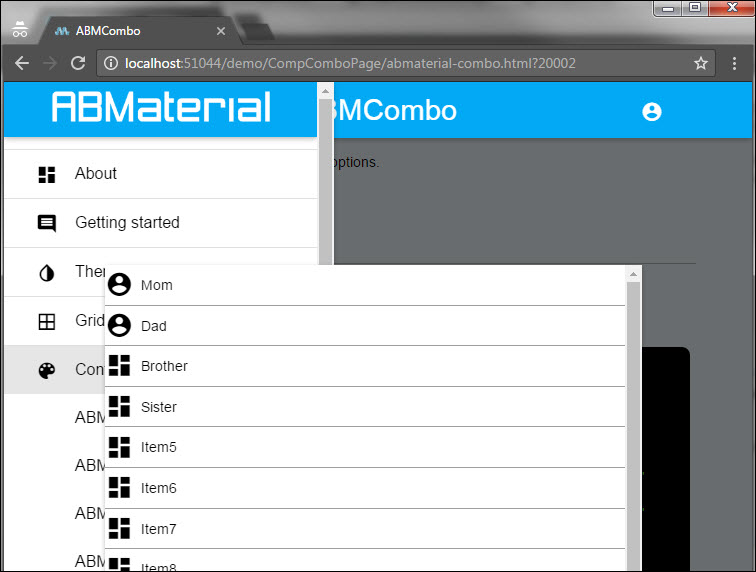 ABMCombo
localhost:51044/demo/CompComboPage/abmaterial-combo.html?20002
ABMaterial
BMCombo
options.
About
Getting started
Ther
Grid
Con
Mom
Dad
Brother
Sister
Item5
Item6
Item7
Item8
ABM
ABM
ABM
ABM